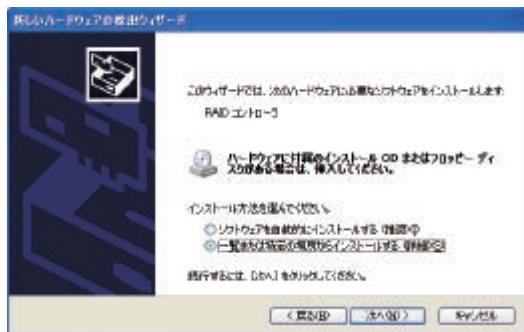 新しいハードウェアの検出ウィザード
このウィザードでは、次のハードウェアに必要なソフトウェアをインストールします:
RAID コントローラ
ハードウェアに付属のインストール CD またはフロッピー ディ
スクがある場合は、挿入してください。
インストール方法を選んでください。
ソフトウェアを自動的にインストールする (推奨)(I)
一覧または特定の場所からインストールする (詳細)(S)
続行するには、[次へ] をクリックしてください。
< 戻る(B)
次へ(N) >
キャンセル